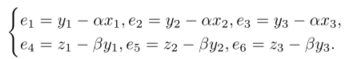 e₁ = y₁ − αx₁, e₂ = y₂ − αx₂, e₃ = y₃ − αx₃,
e₄ = z₁ − βy₁, e₅ = z₂ − βy₂, e₆ = z₃ − βy₃.